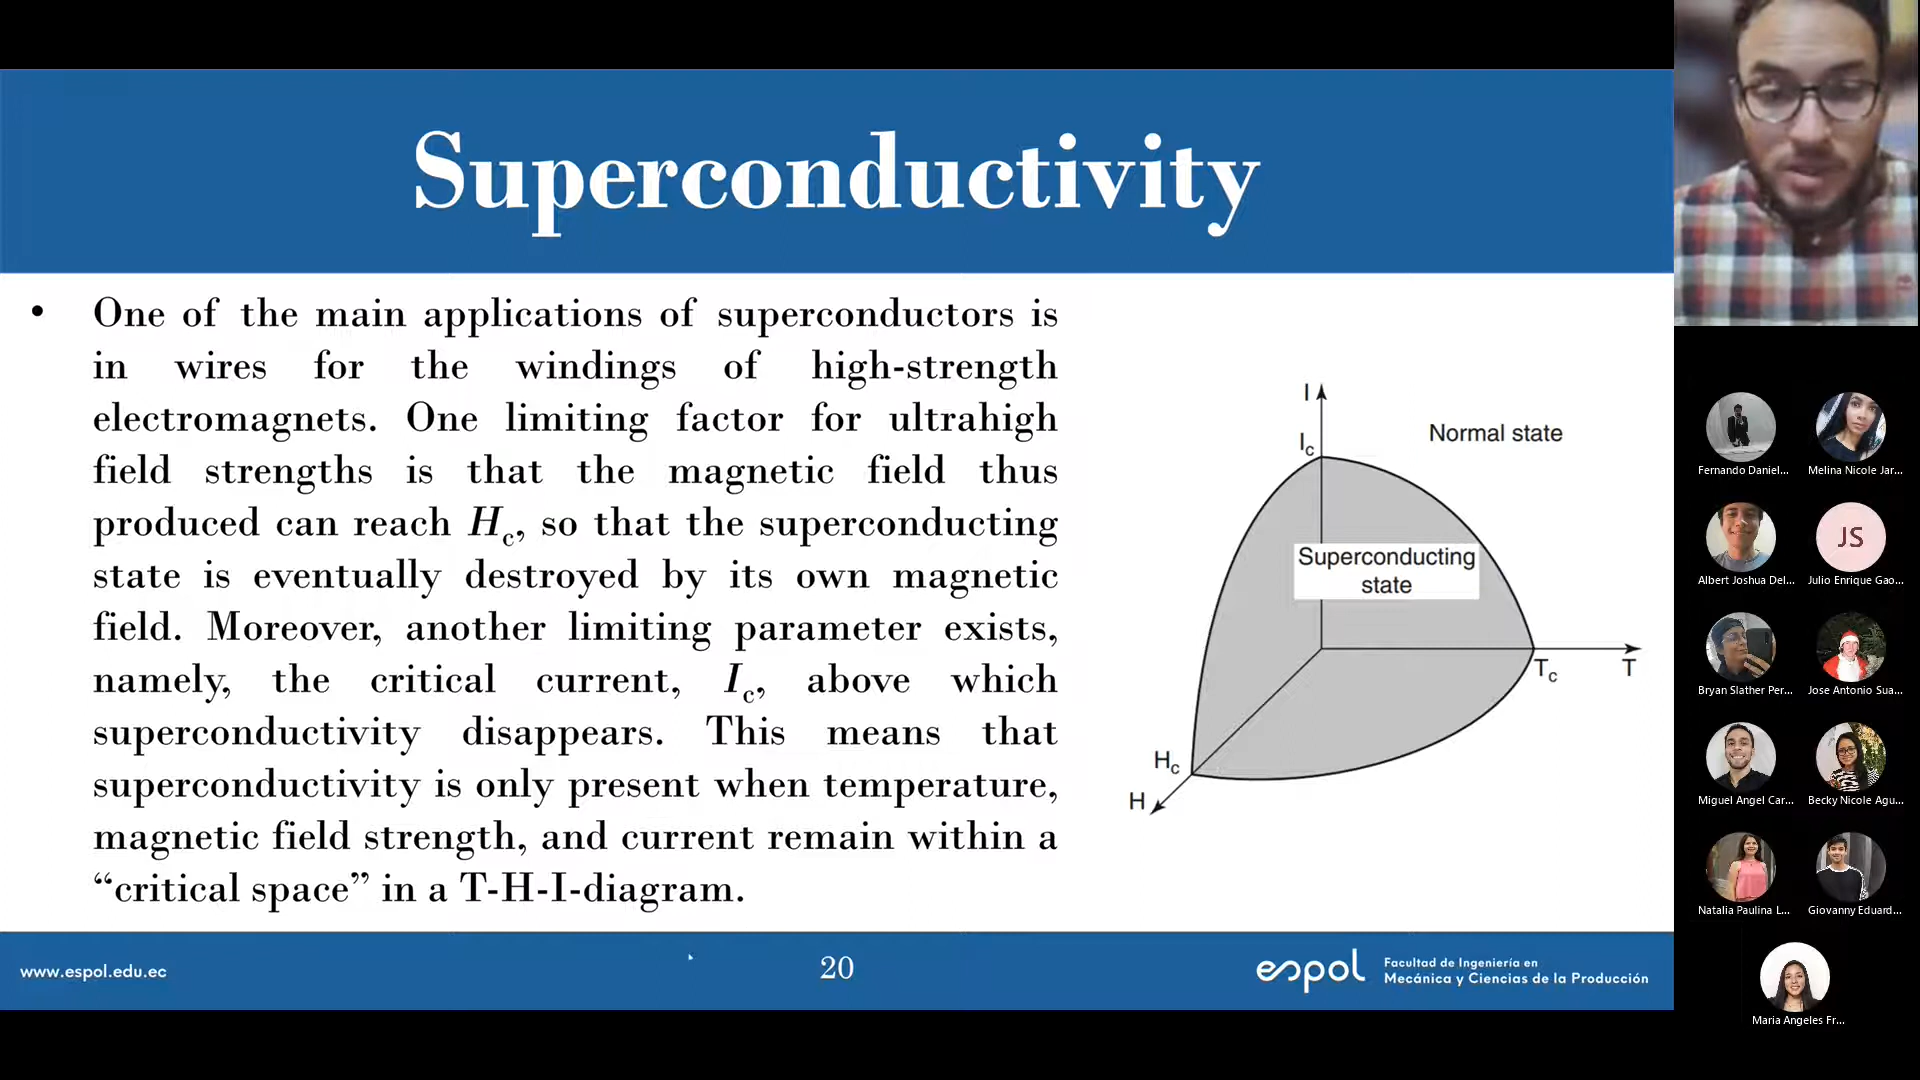 Superconductivity
• One of the main applications of superconductors is
in wires for the windings of high-strength
electromagnets. One limiting factor for ultrahigh
field strengths is that the magnetic field thus
produced can reach Hc, so that the superconducting
state is eventually destroyed by its own magnetic
field. Moreover, another limiting parameter exists,
namely, the critical current, Ic, above which
superconductivity disappears. This means that
superconductivity is only present when temperature,
magnetic field strength, and current remain within a
“critical space” in a T-H-I-diagram.
I
Ic
Normal state
Superconducting
state
Tc
T
Hc
H
www.espol.edu.ec
20
espol
Facultad de Ingeniería en
Mecánica y Ciencias de la Producción
Fernando Daniel...
Melina Nicole Jar...
Albert Joshua Del...
JS
Julio Enrique Gao...
Bryan Slather Per...
Jose Antonio Sua...
Miguel Angel Car...
Becky Nicole Agu...
Natalia Paulina L...
Giovanny Eduard...
Maria Angeles Fr...